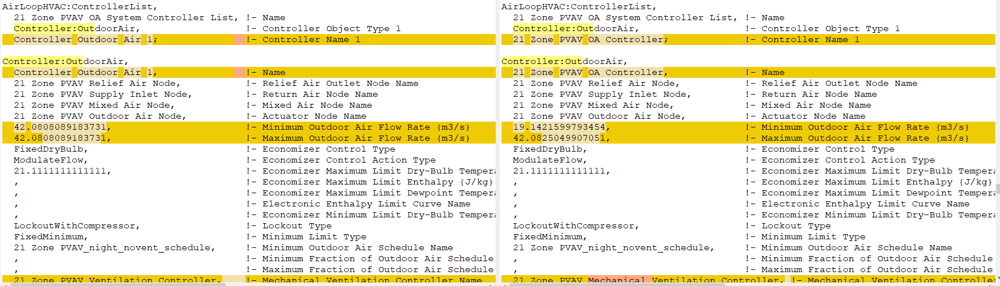 AirLoopHVAC:ControllerList,
21 Zone PVAV OA System Controller List, !- Name
Controller:OutdoorAir, !- Controller Object Type 1
Controller Outdoor Air 1; !- Controller Name 1
Controller:OutdoorAir,
Controller Outdoor Air 1, !- Name
21 Zone PVAV Relief Air Node, !- Relief Air Outlet Node Name
21 Zone PVAV Supply Inlet Node, !- Return Air Node Name
21 Zone PVAV Mixed Air Node, !- Mixed Air Node Name
21 Zone PVAV Outdoor Air Node, !- Actuator Node Name
42.0808089183731, !- Minimum Outdoor Air Flow Rate {m3/s}
42.0808089183731, !- Maximum Outdoor Air Flow Rate {m3/s}
FixedDryBulb, !- Economizer Control Type
ModulateFlow, !- Economizer Control Action Type
21.1111111111111, !- Economizer Maximum Limit Dry-Bulb Tempera
, !- Economizer Maximum Limit Enthalpy {J/kg}
, !- Economizer Maximum Limit Dewpoint Tempera
, !- Electronic Enthalpy Limit Curve Name
, !- Economizer Minimum Limit Dry-Bulb Tempera
LockoutWithCompressor, !- Lockout Type
FixedMinimum, !- Minimum Limit Type
21 Zone PVAV_night_novent_schedule, !- Minimum Outdoor Air Schedule Name
, !- Minimum Fraction of Outdoor Air Schedule
, !- Maximum Fraction of Outdoor Air Schedule
21 Zone PVAV Ventilation Controller, !- Mechanical Ventilation Controller Name
AirLoopHVAC:ControllerList,
21 Zone PVAV OA System Controller List, !- Name
Controller:OutdoorAir, !- Controller Object Type 1
21 Zone PVAV OA Controller; !- Controller Name 1
Controller:OutdoorAir,
21 Zone PVAV OA Controller, !- Name
21 Zone PVAV Relief Air Node, !- Relief Air Outlet Node Name
21 Zone PVAV Supply Inlet Node, !- Return Air Node Name
21 Zone PVAV Mixed Air Node, !- Mixed Air Node Name
21 Zone PVAV Outdoor Air Node, !- Actuator Node Name
19.1421599793454, !- Minimum Outdoor Air Flow Rate {m3/s}
42.0825049907051, !- Maximum Outdoor Air Flow Rate {m3/s}
FixedDryBulb, !- Economizer Control Type
ModulateFlow, !- Economizer Control Action Type
21.1111111111111, !- Economizer Maximum Limit Dry-Bulb Tempera
, !- Economizer Maximum Limit Enthalpy {J/kg}
, !- Economizer Maximum Limit Dewpoint Tempera
, !- Electronic Enthalpy Limit Curve Name
, !- Economizer Minimum Limit Dry-Bulb Tempera
LockoutWithCompressor, !- Lockout Type
FixedMinimum, !- Minimum Limit Type
21 Zone PVAV_night_novent_schedule, !- Minimum Outdoor Air Schedule Name
, !- Minimum Fraction of Outdoor Air Schedule
, !- Maximum Fraction of Outdoor Air Schedule
21 Zone PVAV Mechanical Ventilation Controller, !- Mechanical Ventilation Controller